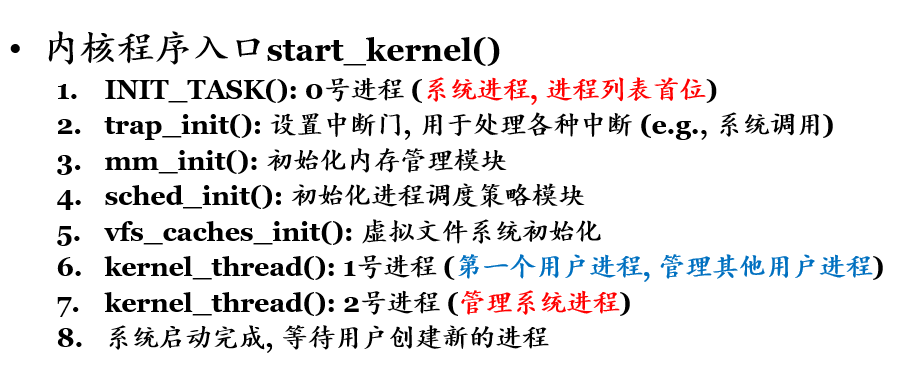 • 内核程序入口start_kernel()
1. INIT_TASK(): 0号进程 (系统进程, 进程列表首位)
2. trap_init(): 设置中断门, 用于处理各种中断 (e.g., 系统调用)
3. mm_init(): 初始化内存管理模块
4. sched_init(): 初始化进程调度策略模块
5. vfs_caches_init(): 虚拟文件系统初始化
6. kernel_thread(): 1号进程 (第一个用户进程, 管理其他用户进程)
7. kernel_thread(): 2号进程 (管理系统进程)
8. 系统启动完成, 等待用户创建新的进程